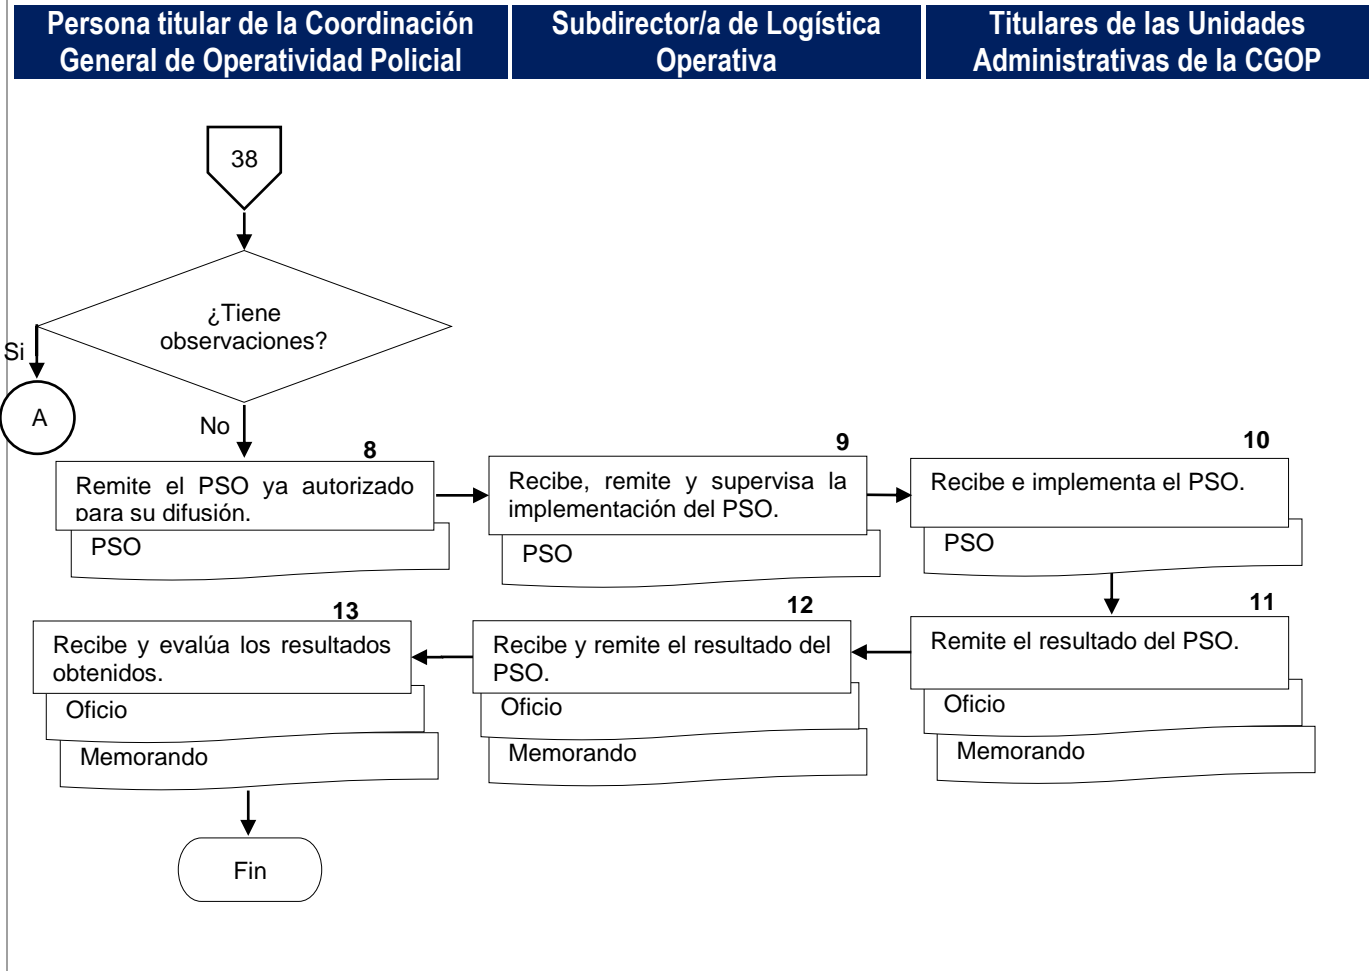 Persona titular de la Coordinación
General de Operatividad Policial
Subdirector/a de Logística
Operativa
Titulares de las Unidades
Administrativas de la CGOP
38
¿Tiene
observaciones?
Si
A
No
8
Remite el PSO ya autorizado
para su difusión.
PSO
9
Recibe, remite y supervisa la
implementación del PSO.
PSO
10
Recibe e implementa el PSO.
PSO
11
Remite el resultado del PSO.
Oficio
Memorando
12
Recibe y remite el resultado del
PSO.
Oficio
Memorando
13
Recibe y evalúa los resultados
obtenidos.
Oficio
Memorando
Fin